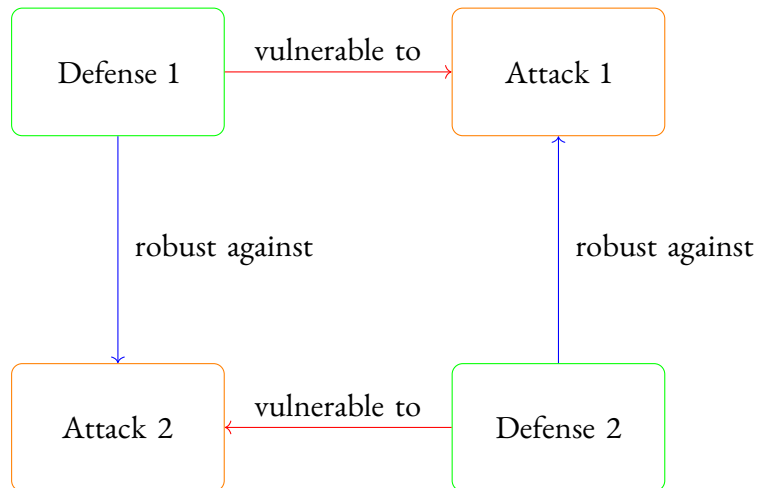 Defense 1
vulnerable to
Attack 1
robust against
robust against
Attack 2
vulnerable to
Defense 2